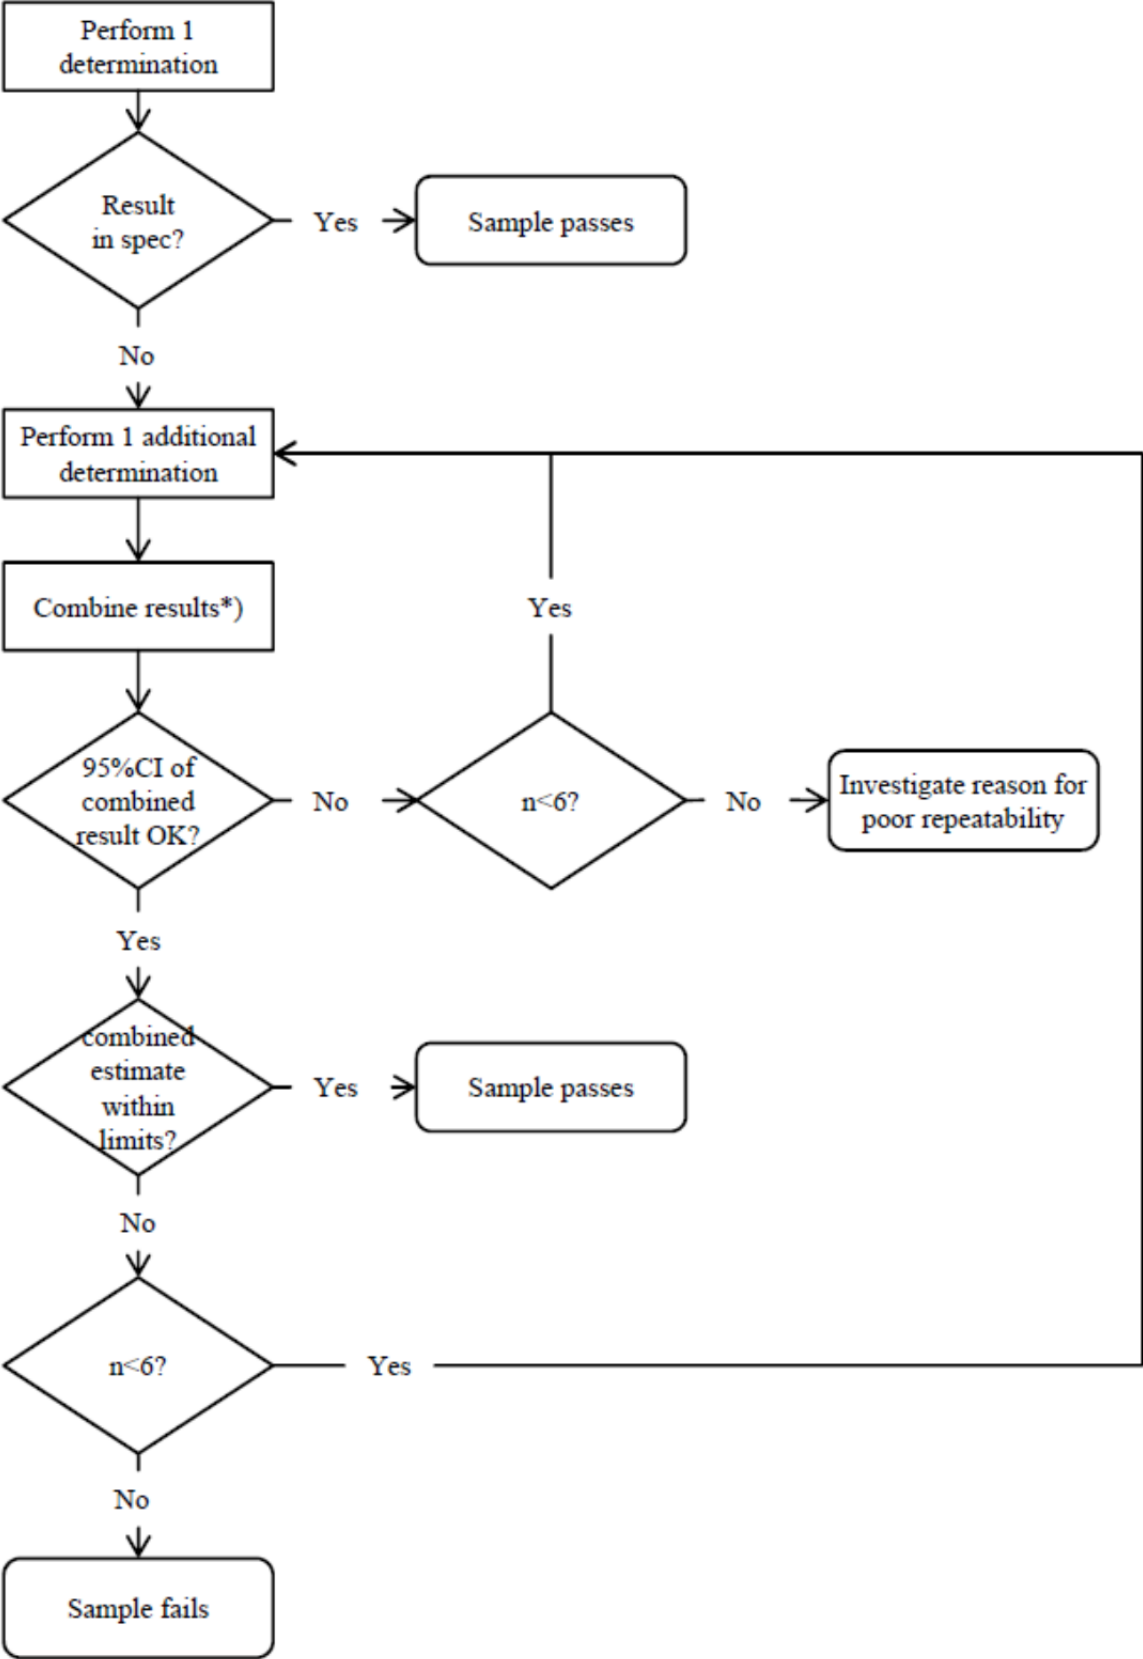 Perform 1
determination
Result
in spec?
Yes
Sample passes
No
Perform 1 additional
determination
Combine results*)
Yes
95%CI of
combined
result OK?
No
n<6?
No
Investigate reason for
poor repeatability
Yes
combined
estimate
within
limits?
Yes
Sample passes
No
n<6?
Yes
No
Sample fails